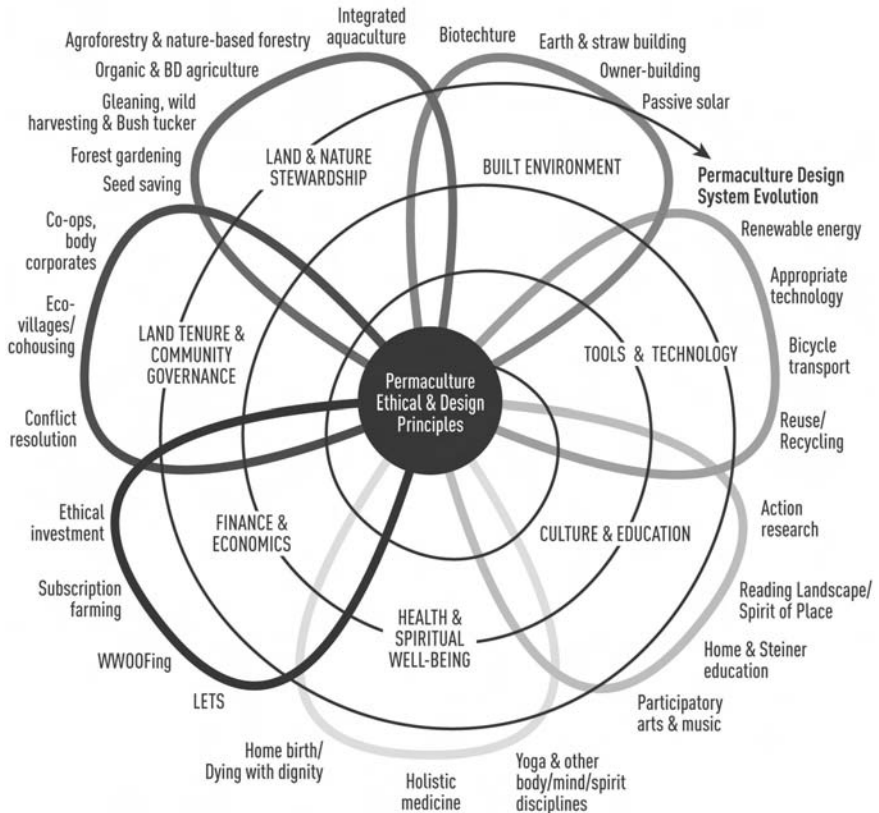 Integrated
aquaculture
Agroforestry & nature-based forestry
Organic & BD agriculture
Gleaning, wild
harvesting & Bush tucker
Forest gardening
Seed saving
LAND & NATURE
STEWARDSHIP
Biotechture
Earth & straw building
Owner-building
Passive solar
BUILT ENVIRONMENT
Permaculture Design
System Evolution
Renewable energy
Appropriate
technology
Bicycle
transport
Reuse/
Recycling
TOOLS & TECHNOLOGY
Co-ops,
body
corporates
Eco-
villages/
cohousing
Conflict
resolution
LAND TENURE &
COMMUNITY
GOVERNANCE
Permaculture
Ethical & Design
Principles
Ethical
investment
Subscription
farming
WWOOFing
LETS
FINANCE &
ECONOMICS
CULTURE & EDUCATION
Action
research
Reading Landscape/
Spirit of Place
Home & Steiner
education
Participatory
arts & music
HEALTH &
SPIRITUAL
WELL-BEING
Home birth/
Dying with dignity
Holistic
medicine
Yoga & other
body/mind/spirit
disciplines